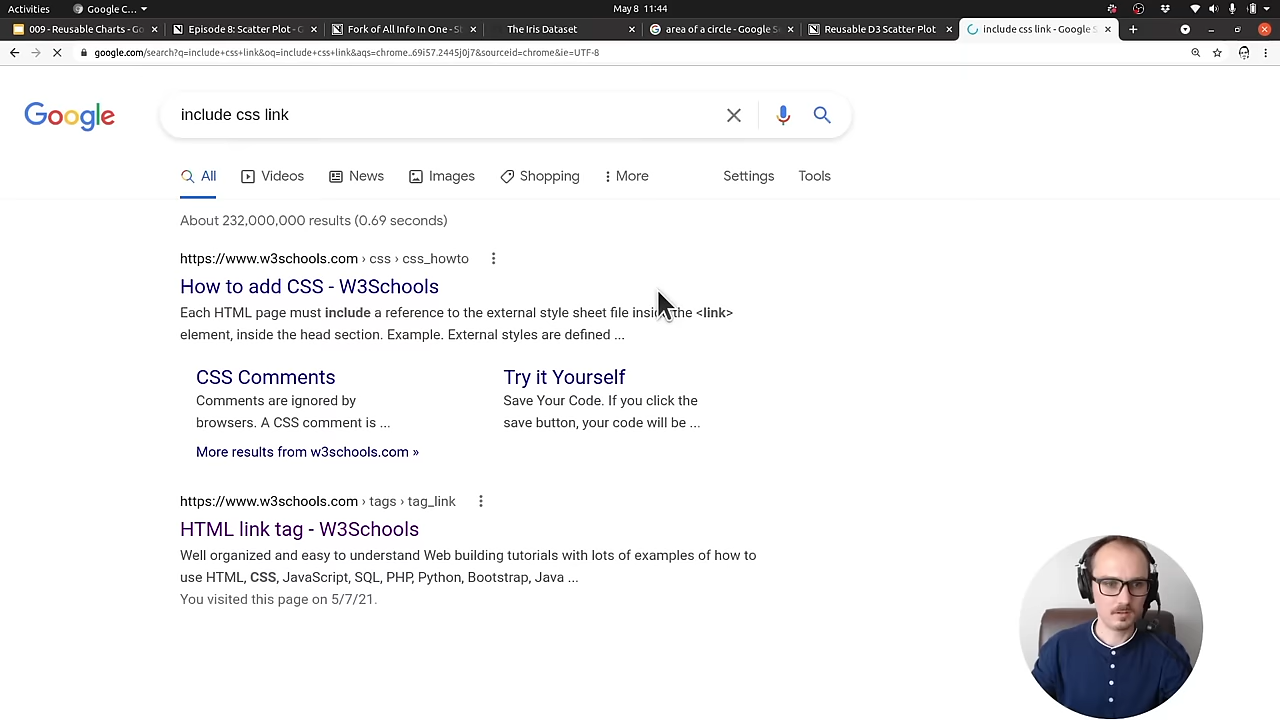 Activities
Google C...
May 8 11:44
009 - Reusable Charts - Go
Episode 8: Scatter Plot -
Fork of All Info In One - St
The Iris Dataset
area of a circle - Google Se
Reusable D3 Scatter Plot
include css link - Google S
google.com/search?q=include+css+link&oq=include+css+link&aqs=chrome..69i57.2445j0j7&sourceid=chrome&ie=UTF-8
Google
include css link
All
Videos
News
Images
Shopping
More
Settings
Tools
About 232,000,000 results (0.69 seconds)
https://www.w3schools.com › css › css_howto
How to add CSS - W3Schools
Each HTML page must include a reference to the external style sheet file inside the <link>
element, inside the head section. Example. External styles are defined ...
CSS Comments
Comments are ignored by
browsers. A CSS comment is ...
Try it Yourself
Save Your Code. If you click the
save button, your code will be ...
More results from w3schools.com »
https://www.w3schools.com › tags › tag_link
HTML link tag - W3Schools
Well organized and easy to understand Web building tutorials with lots of examples of how to
use HTML, CSS, JavaScript, SQL, PHP, Python, Bootstrap, Java ...
You visited this page on 5/7/21.